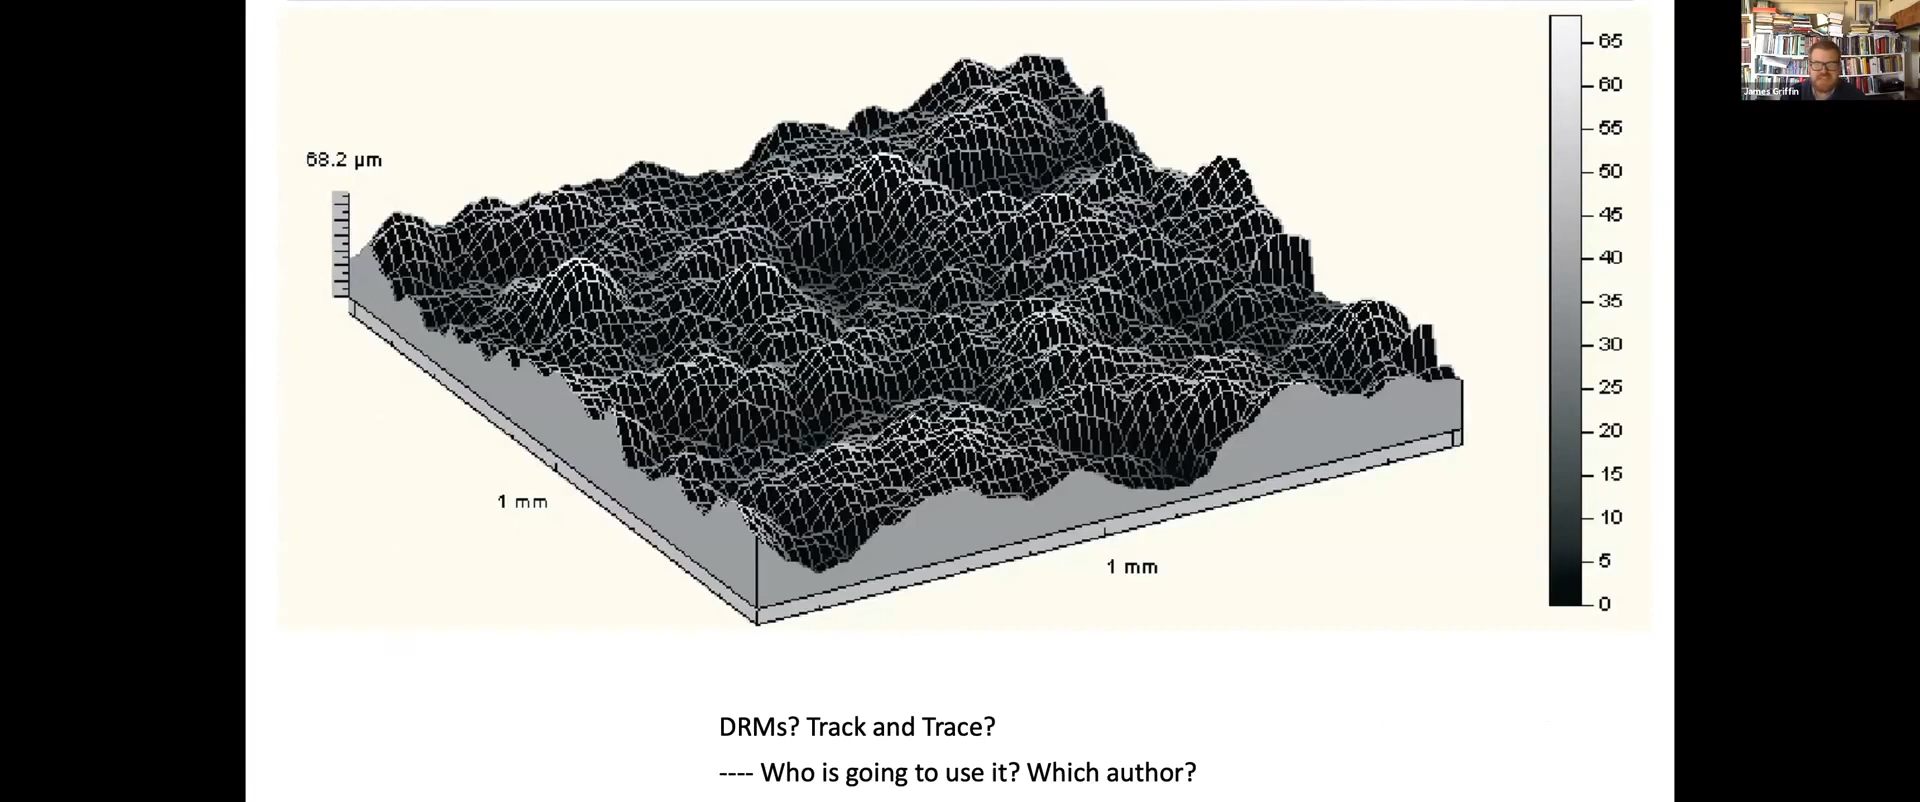 68.2 µm
1 mm
1 mm
65
60
55
50
45
40
35
30
25
20
15
10
5
0
James Griffin
DRMs? Track and Trace?
---- Who is going to use it? Which author?